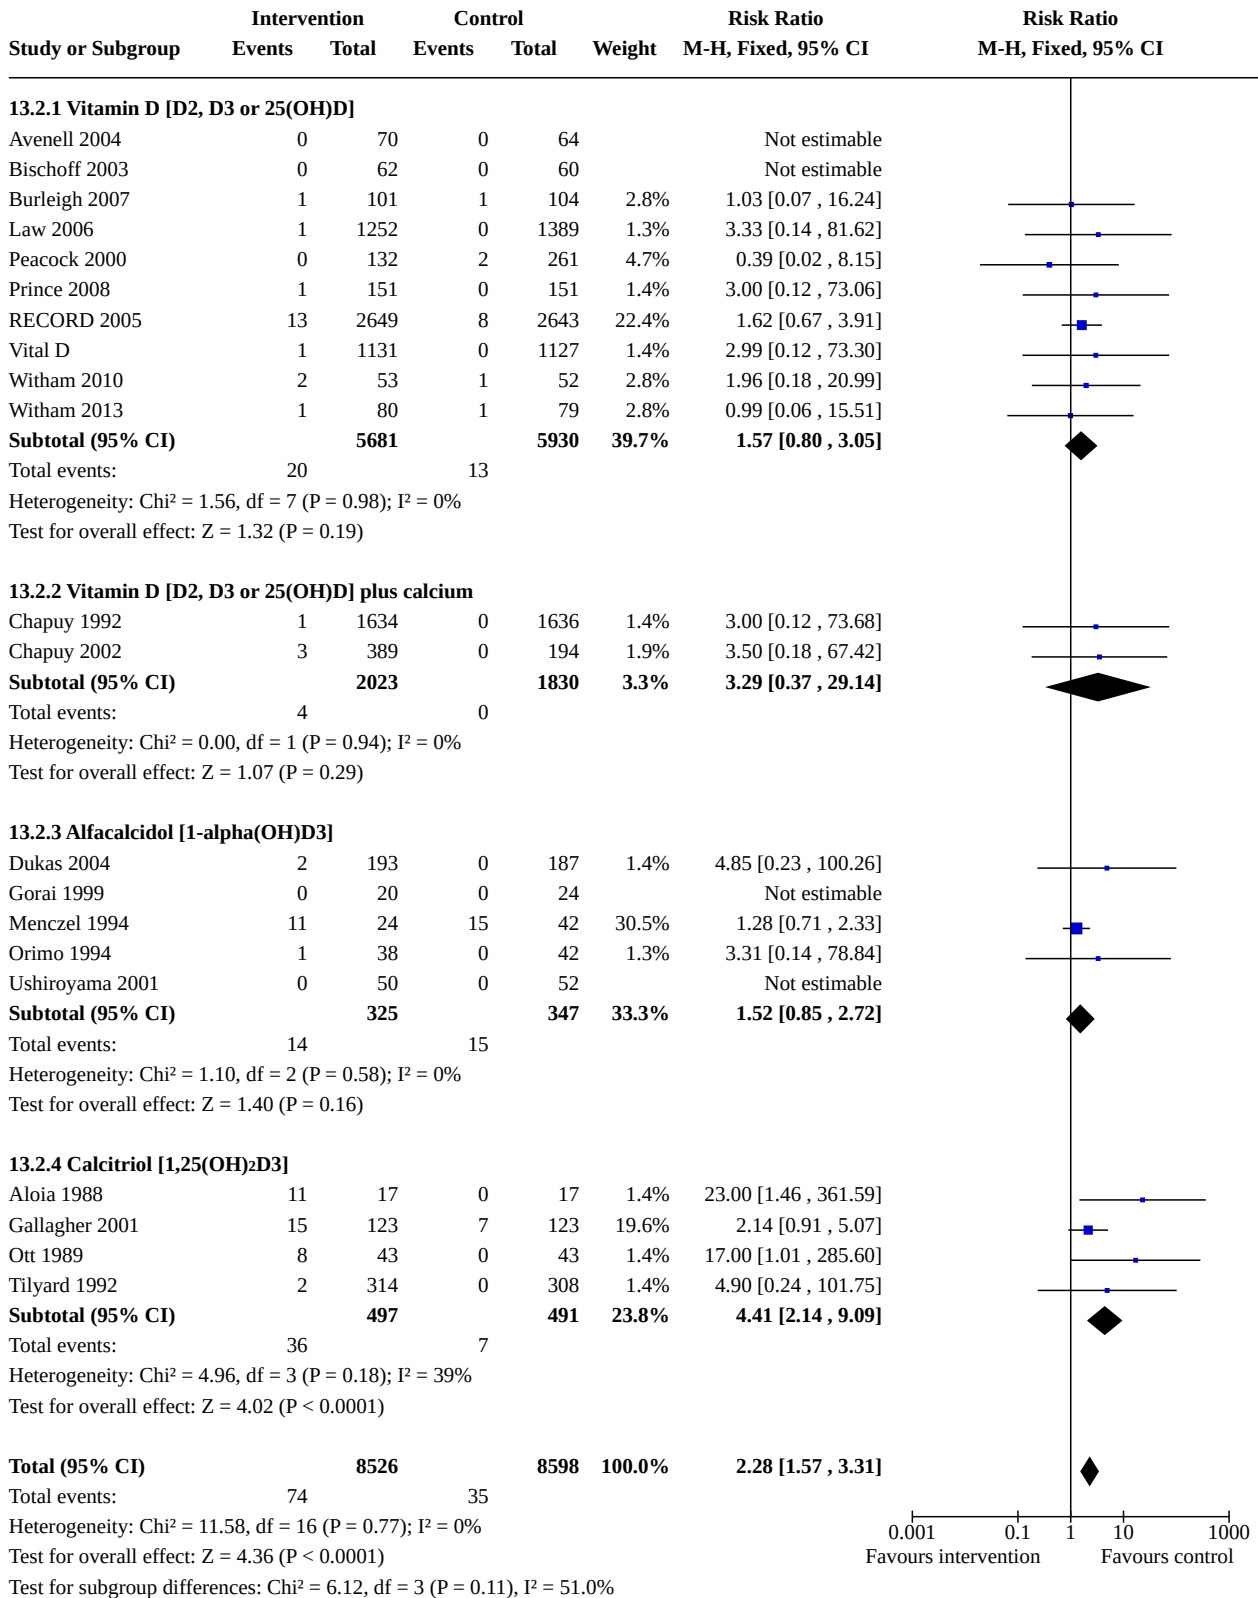 Intervention Control Risk Ratio Risk Ratio
Study or Subgroup Events Total Events Total Weight M-H, Fixed, 95% CI M-H, Fixed, 95% CI
13.2.1 Vitamin D [D2, D3 or 25(OH)D]
Avenell 2004 0 70 0 64 Not estimable
Bischoff 2003 0 62 0 60 Not estimable
Burleigh 2007 1 101 1 104 2.8% 1.03 [0.07 , 16.24]
Law 2006 1 1252 0 1389 1.3% 3.33 [0.14 , 81.62]
Peacock 2000 0 132 2 261 4.7% 0.39 [0.02 , 8.15]
Prince 2008 1 151 0 151 1.4% 3.00 [0.12 , 73.06]
RECORD 2005 13 2649 8 2643 22.4% 1.62 [0.67 , 3.91]
Vital D 1 1131 0 1127 1.4% 2.99 [0.12 , 73.30]
Witham 2010 2 53 1 52 2.8% 1.96 [0.18 , 20.99]
Witham 2013 1 80 1 79 2.8% 0.99 [0.06 , 15.51]
Subtotal (95% CI) 5681 5930 39.7% 1.57 [0.80 , 3.05]
Total events: 20 13
Heterogeneity: Chi² = 1.56, df = 7 (P = 0.98); I² = 0%
Test for overall effect: Z = 1.32 (P = 0.19)
13.2.2 Vitamin D [D2, D3 or 25(OH)D] plus calcium
Chapuy 1992 1 1634 0 1636 1.4% 3.00 [0.12 , 73.68]
Chapuy 2002 3 389 0 194 1.9% 3.50 [0.18 , 67.42]
Subtotal (95% CI) 2023 1830 3.3% 3.29 [0.37 , 29.14]
Total events: 4 0
Heterogeneity: Chi² = 0.00, df = 1 (P = 0.94); I² = 0%
Test for overall effect: Z = 1.07 (P = 0.29)
13.2.3 Alfacalcidol [1-alpha(OH)D3]
Dukas 2004 2 193 0 187 1.4% 4.85 [0.23 , 100.26]
Gorai 1999 0 20 0 24 Not estimable
Menczel 1994 11 24 15 42 30.5% 1.28 [0.71 , 2.33]
Orimo 1994 1 38 0 42 1.3% 3.31 [0.14 , 78.84]
Ushiroyama 2001 0 50 0 52 Not estimable
Subtotal (95% CI) 325 347 33.3% 1.52 [0.85 , 2.72]
Total events: 14 15
Heterogeneity: Chi² = 1.10, df = 2 (P = 0.58); I² = 0%
Test for overall effect: Z = 1.40 (P = 0.16)
13.2.4 Calcitriol [1,25(OH)₂D3]
Aloia 1988 11 17 0 17 1.4% 23.00 [1.46 , 361.59]
Gallagher 2001 15 123 7 123 19.6% 2.14 [0.91 , 5.07]
Ott 1989 8 43 0 43 1.4% 17.00 [1.01 , 285.60]
Tilyard 1992 2 314 0 308 1.4% 4.90 [0.24 , 101.75]
Subtotal (95% CI) 497 491 23.8% 4.41 [2.14 , 9.09]
Total events: 36 7
Heterogeneity: Chi² = 4.96, df = 3 (P = 0.18); I² = 39%
Test for overall effect: Z = 4.02 (P < 0.0001)
Total (95% CI) 8526 8598 100.0% 2.28 [1.57 , 3.31]
Total events: 74 35
Heterogeneity: Chi² = 11.58, df = 16 (P = 0.77); I² = 0%
0.001 0.1 1 10 1000
Test for overall effect: Z = 4.36 (P < 0.0001) Favours intervention Favours control
Test for subgroup differences: Chi² = 6.12, df = 3 (P = 0.11), I² = 51.0%